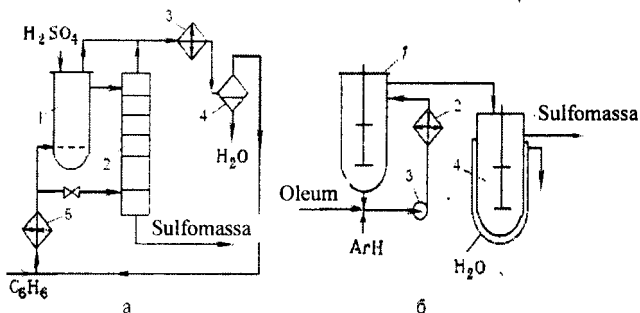 H₂SO₄
3
1
4
2
H₂O
5
Sulfomassa
C₆H₆
а
1
2
Sulfomassa
4
Oleum
3
ArH
H₂O
б